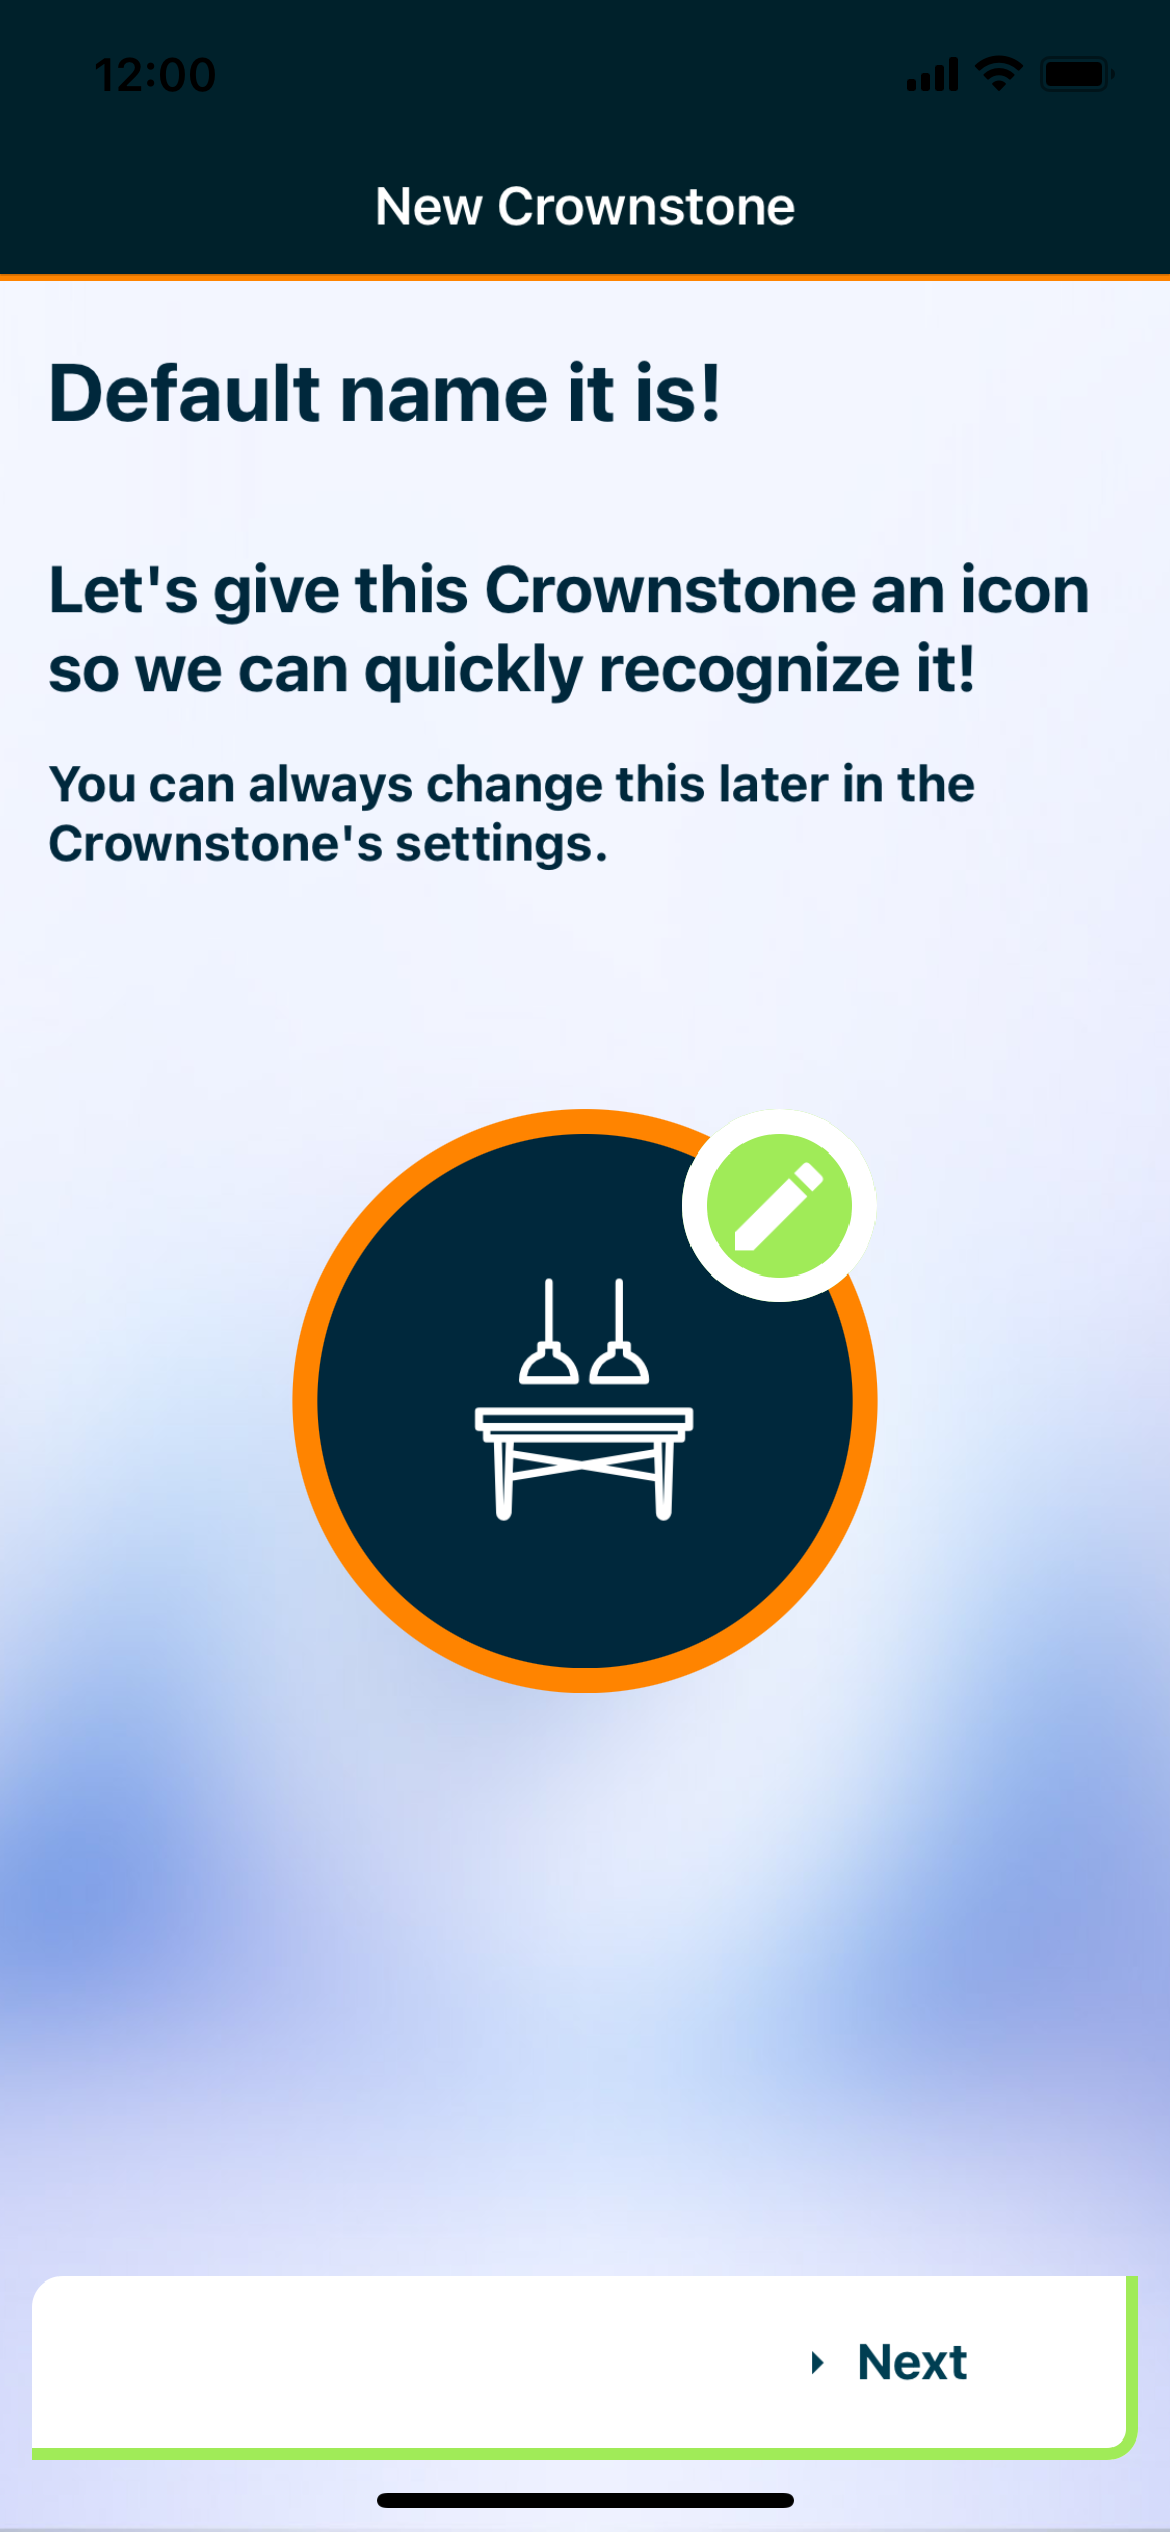 12:00
New Crownstone
Default name it is!
Let's give this Crownstone an icon
so we can quickly recognize it!
You can always change this later in the
Crownstone's settings.
Next